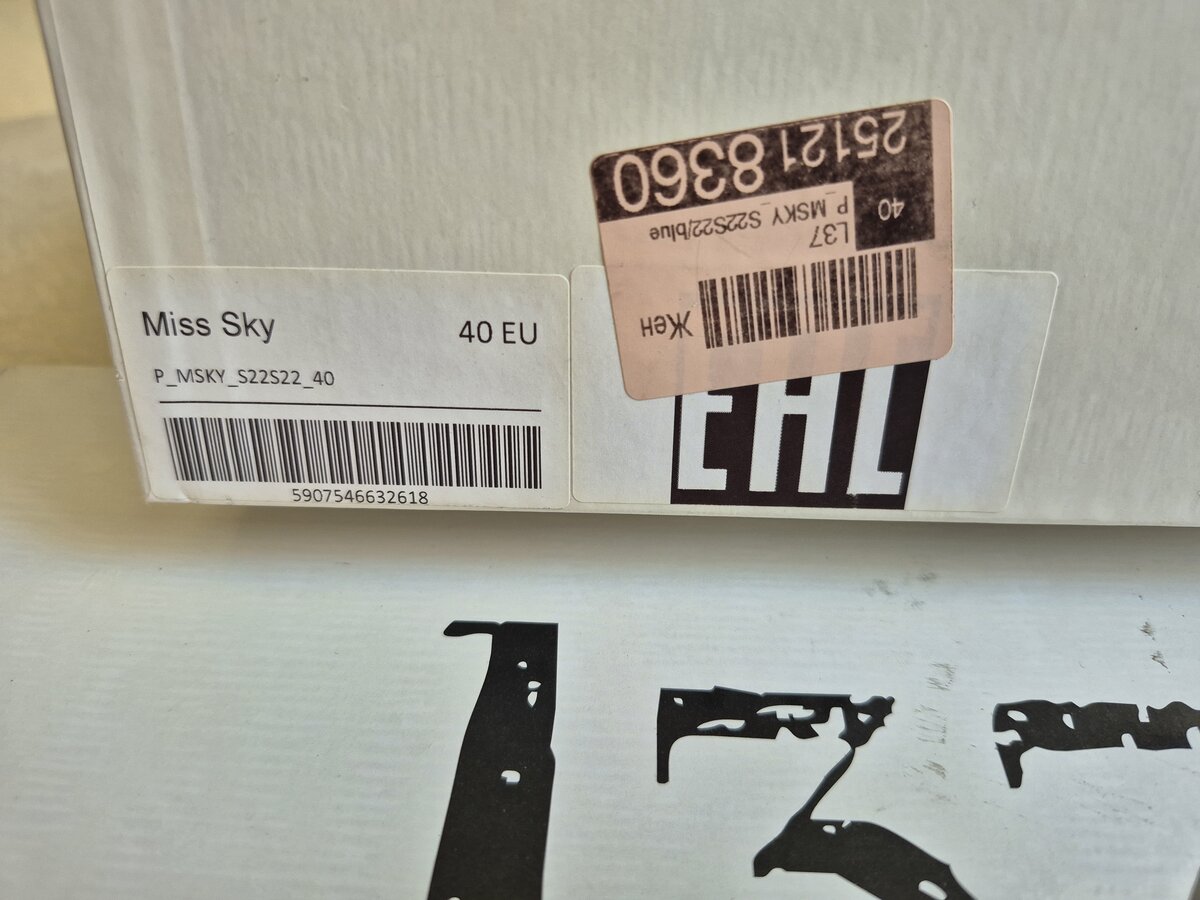 Miss Sky 40 EU
P_MSKY_S22S22_40
5907546632618
25121 8360
40 P_MSKY_S22S22/blue
L37
Жен
EAC